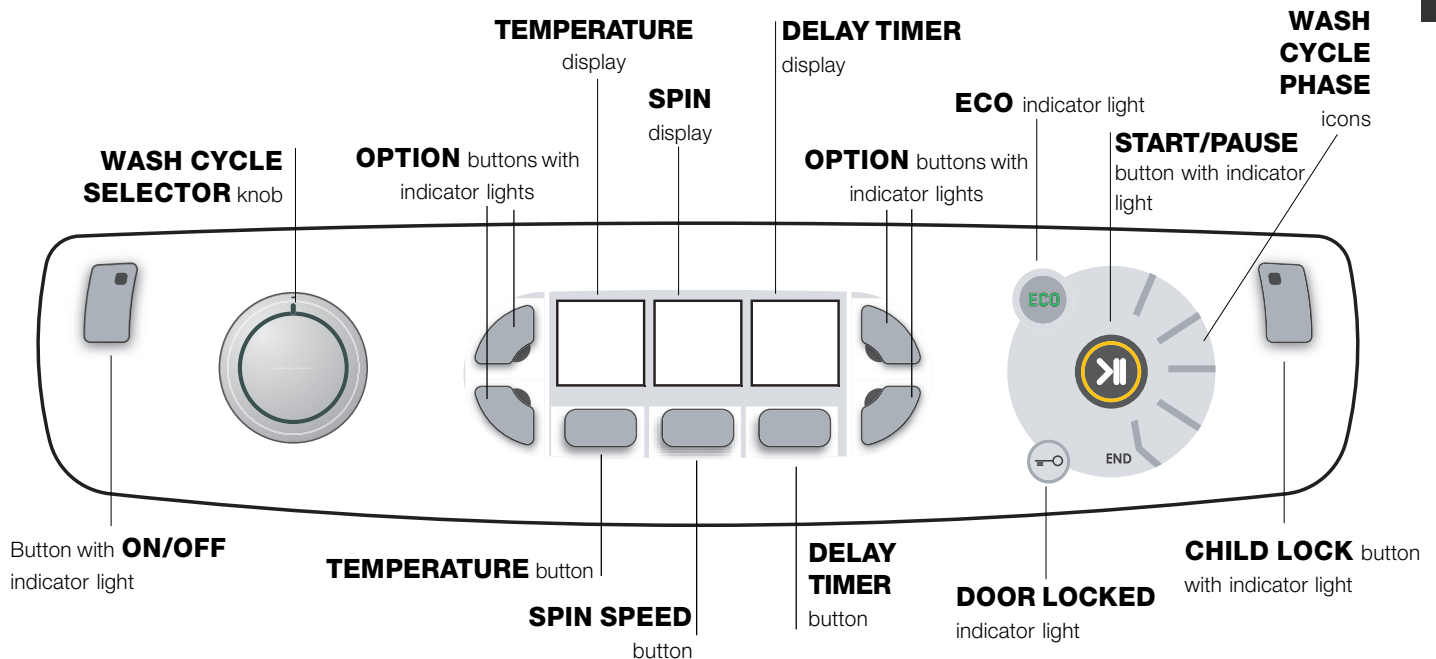 TEMPERATURE
display
SPIN
display
DELAY TIMER
display
WASH
CYCLE
PHASE
icons
ECO indicator light
START/PAUSE
button with indicator
light
WASH CYCLE
SELECTOR knob
OPTION buttons with
indicator lights
OPTION buttons with
indicator lights
ECO
END
Button with ON/OFF
indicator light
TEMPERATURE button
SPIN SPEED
button
DELAY
TIMER
button
DOOR LOCKED
indicator light
CHILD LOCK button
with indicator light